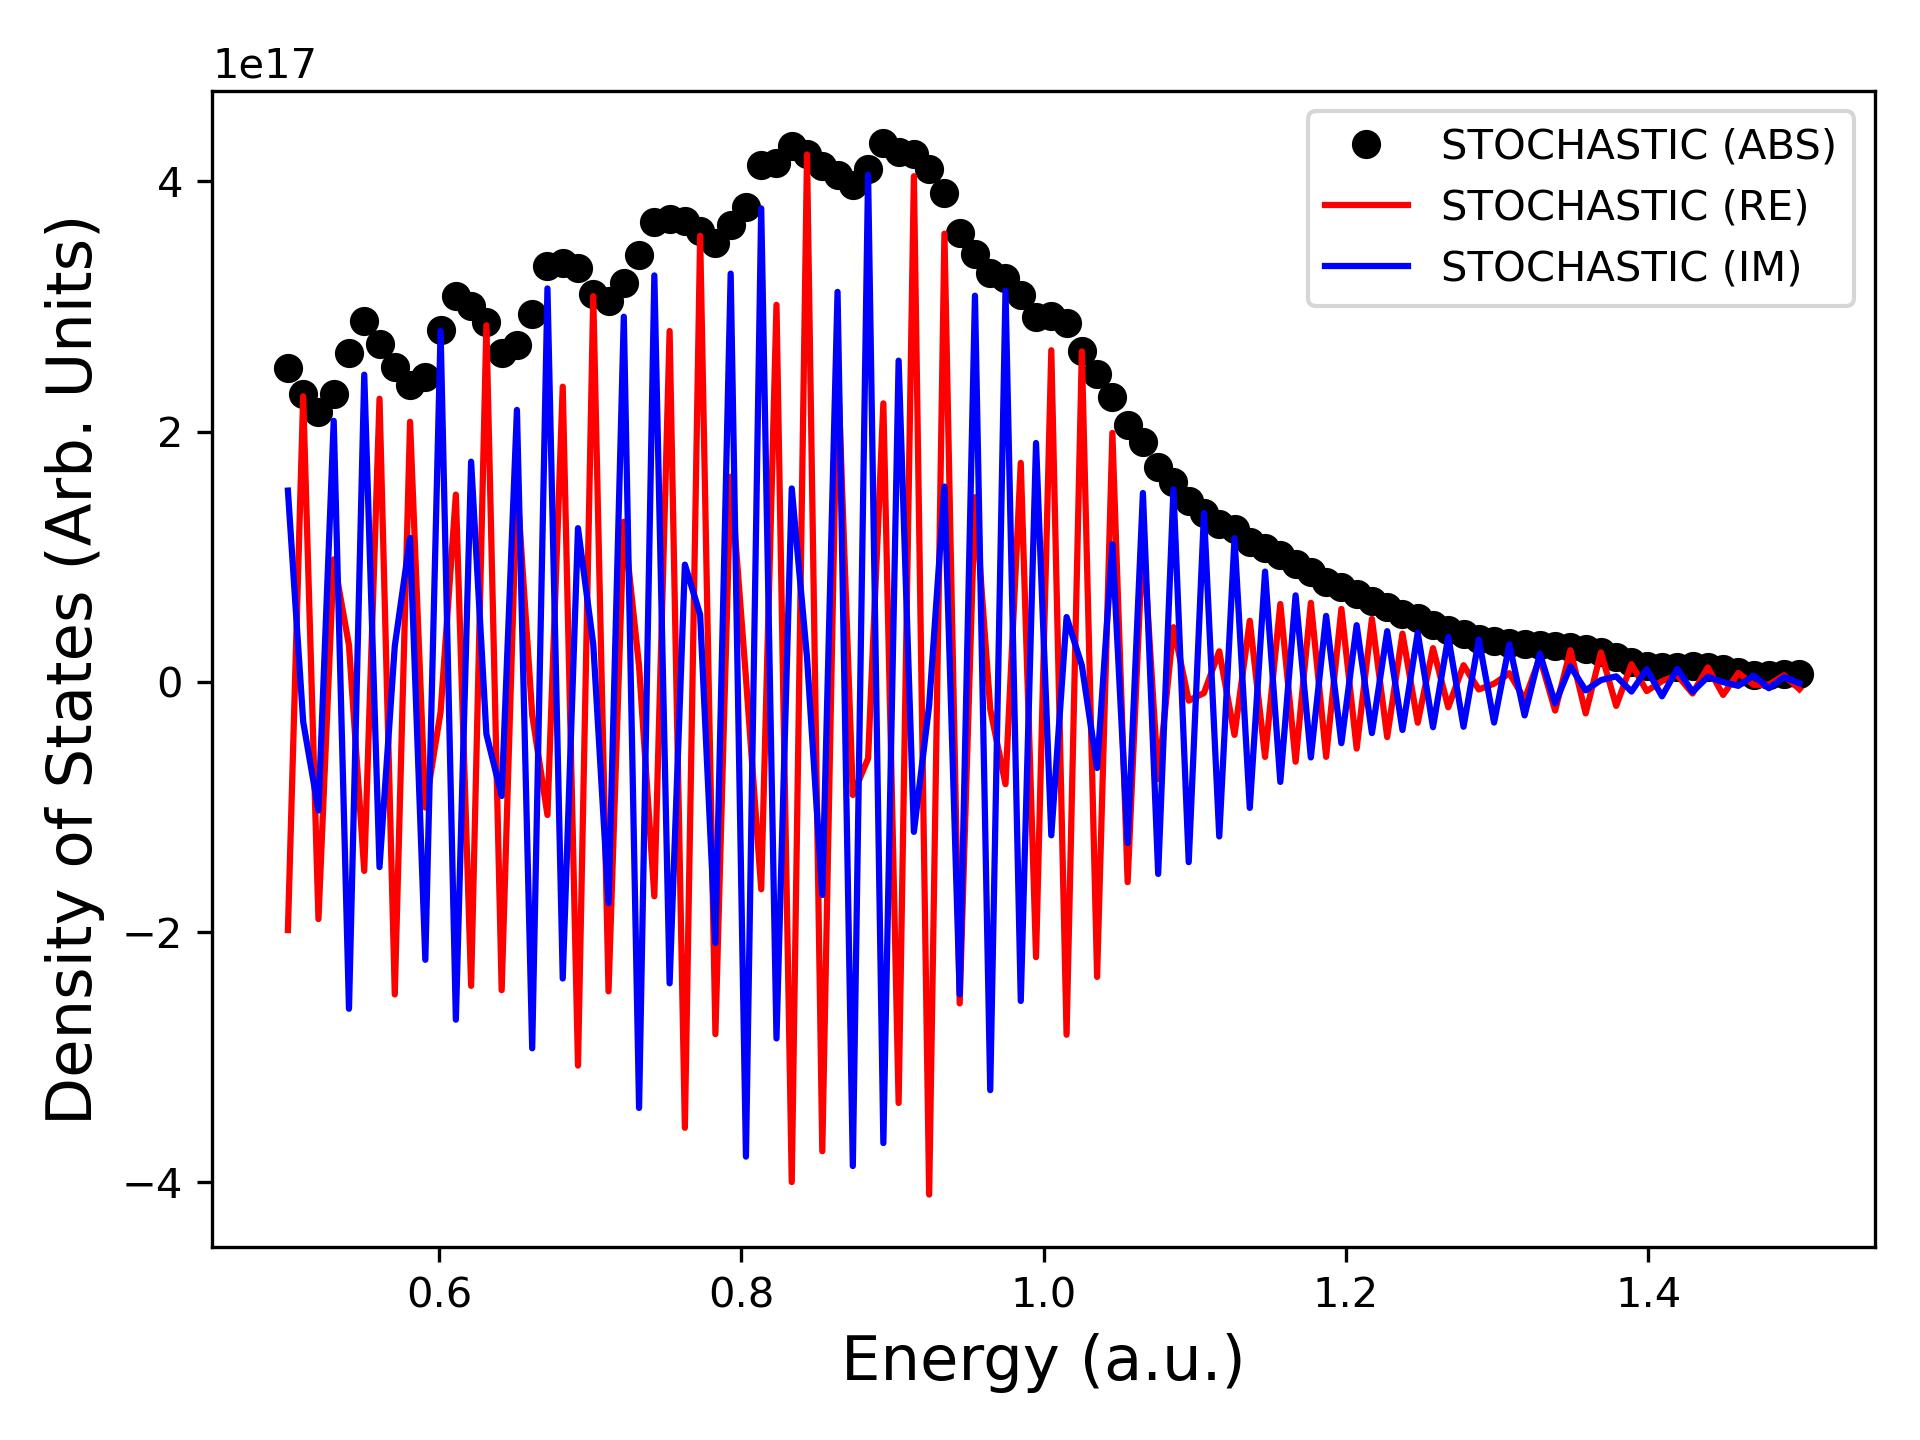 1e17
STOCHASTIC (ABS)
STOCHASTIC (RE)
STOCHASTIC (IM)
Density of States (Arb. Units)
4
2
0
−2
−4
0.6
0.8
1.0
1.2
1.4
Energy (a.u.)